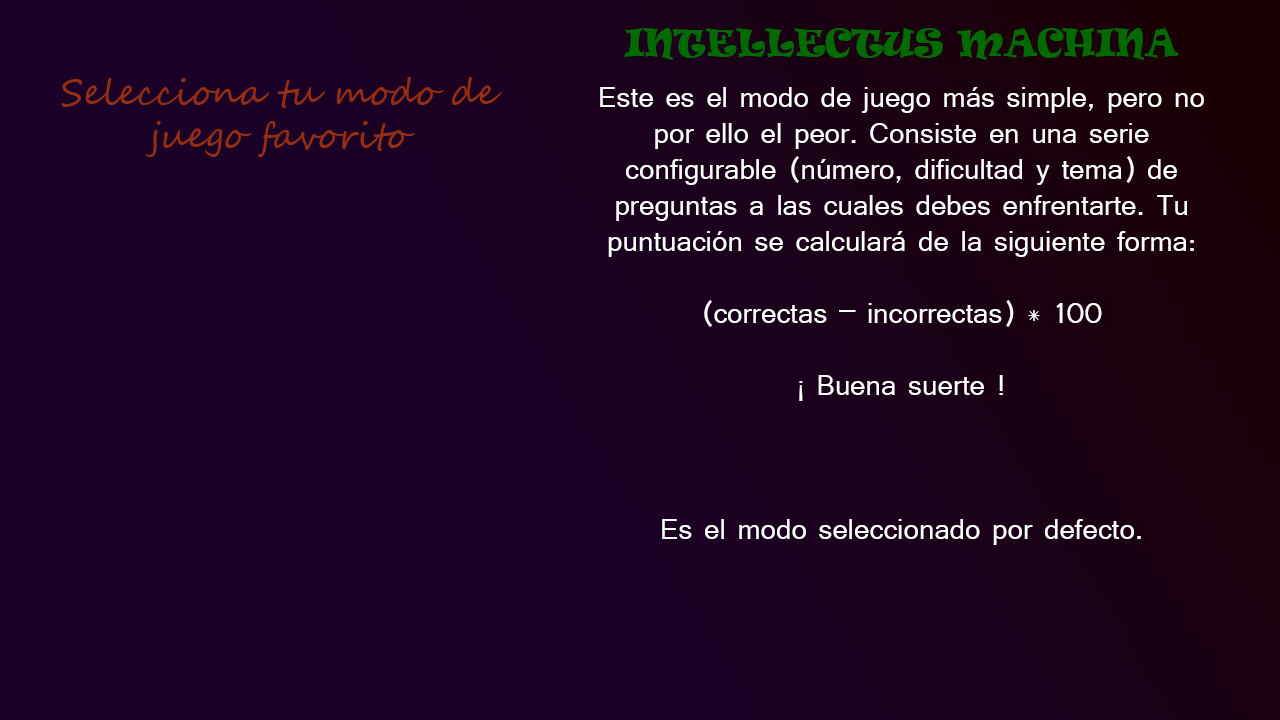 Selecciona tu modo de
juego favorito
INTELLECTUS MACHINA
Este es el modo de juego más simple, pero no
por ello el peor. Consiste en una serie
configurable (número, dificultad y tema) de
preguntas a las cuales debes enfrentarte. Tu
puntuación se calculará de la siguiente forma:
(correctas - incorrectas) * 100
¡ Buena suerte !
Es el modo seleccionado por defecto.